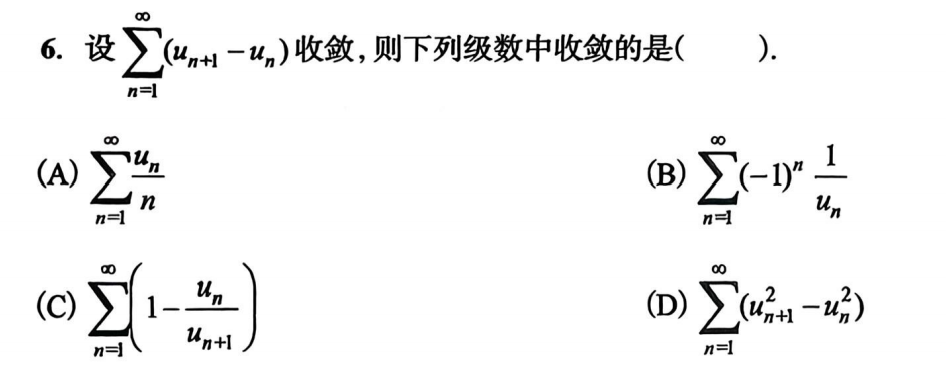 6. 设 $\sum_{n=1}^{\infty}(u_{n+1}-u_n)$ 收敛,则下列级数中收敛的是( ).
(A) $\sum_{n=1}^{\infty}\frac{u_n}{n}$ (B) $\sum_{n=1}^{\infty}(-1)^n\frac{1}{u_n}$
(C) $\sum_{n=1}^{\infty}\left(1-\frac{u_n}{u_{n+1}}\right)$ (D) $\sum_{n=1}^{\infty}(u_{n+1}^2-u_n^2)$